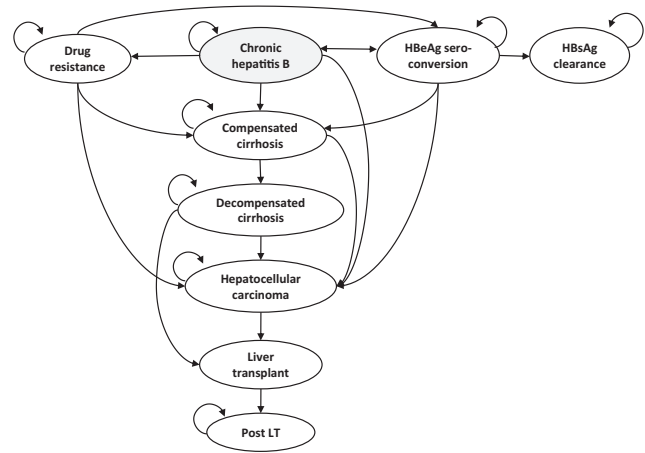 Drug
resistance
Chronic
hepatitis B
HBeAg sero-
conversion
HBsAg
clearance
Compensated
cirrhosis
Decompensated
cirrhosis
Hepatocellular
carcinoma
Liver
transplant
Post LT